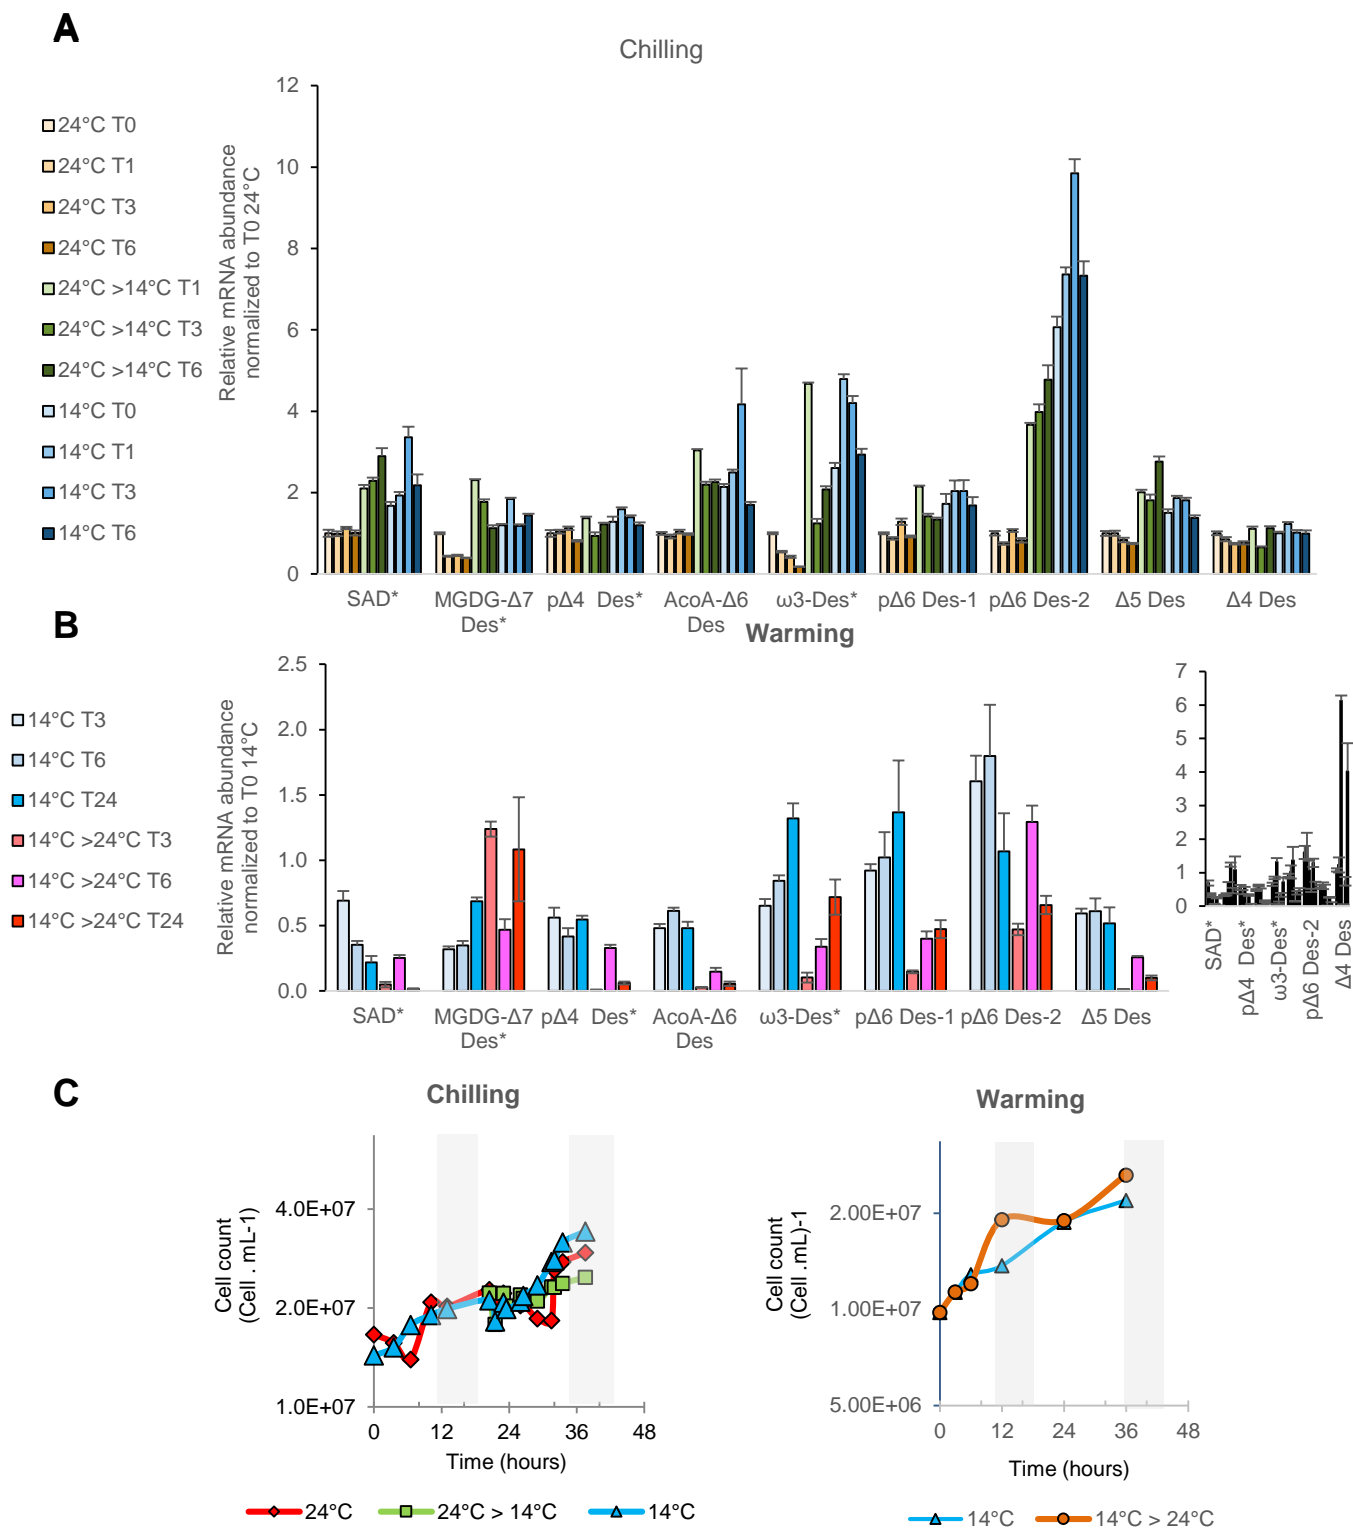 A
Chilling
24°C T0
24°C T1
24°C T3
24°C T6
24°C >14°C T1
24°C >14°C T3
24°C >14°C T6
14°C T0
14°C T1
14°C T3
14°C T6
Relative mRNA abundance
normalized to T0 24°C
12
10
8
6
4
2
0
SAD*
MGDG-Δ7
Des*
pΔ4 Des*
AcoA-Δ6
Des
ω3-Des*
pΔ6 Des-1
pΔ6 Des-2
Δ5 Des
Δ4 Des
B
Warming
14°C T3
14°C T6
14°C T24
14°C >24°C T3
14°C >24°C T6
14°C >24°C T24
Relative mRNA abundance
normalized to T0 14°C
2.5
2.0
1.5
1.0
0.5
0.0
SAD*
MGDG-Δ7
Des*
pΔ4 Des*
AcoA-Δ6
Des
ω3-Des*
pΔ6 Des-1
pΔ6 Des-2
Δ5 Des
7
6
5
4
3
2
1
0
SAD*
pΔ4 Des*
ω3-Des*
pΔ6 Des-2
Δ4 Des
C
Chilling
Cell count
(Cell . mL-1)
4.0E+07
2.0E+07
1.0E+07
0 12 24 36 48
Time (hours)
24°C
24°C > 14°C
14°C
Warming
Cell count
(Cell .mL)-1
2.00E+07
1.00E+07
5.00E+06
0 12 24 36 48
Time (hours)
14°C
14°C > 24°C